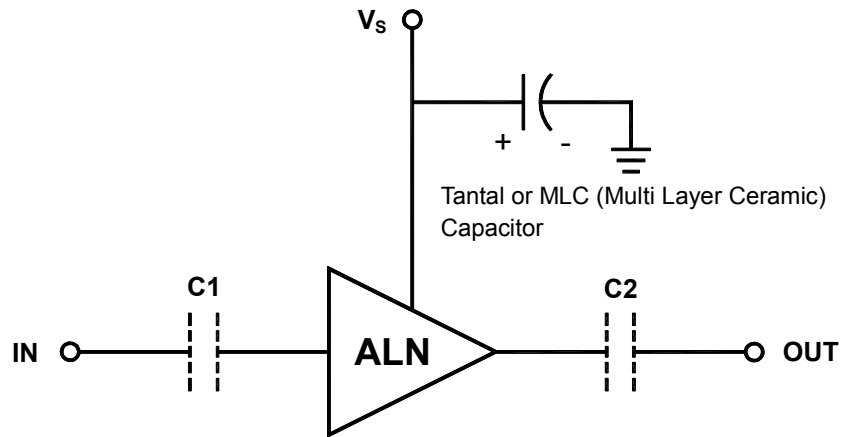 Vₛ
+ -
Tantal or MLC (Multi Layer Ceramic)
Capacitor
C1
C2
IN
ALN
OUT